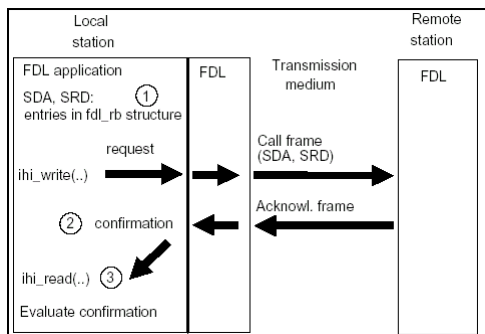 Local
station
Remote
station
FDL application
FDL
Transmission
medium
FDL
SDA, SRD: 1
entries in fdl_rb structure
request
Call frame
(SDA, SRD)
ihi_write(..)
Acknowl. frame
2 confirmation
ihi_read(..) 3
Evaluate confirmation